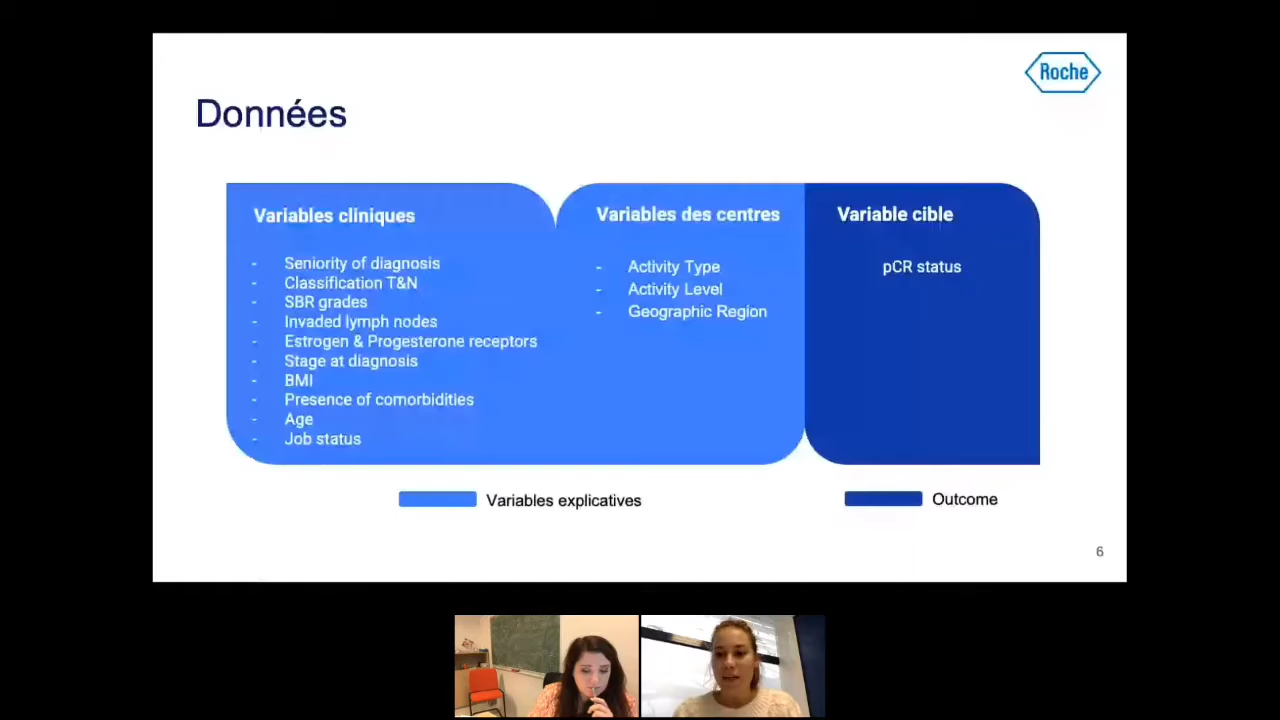 Roche
Données
Variables cliniques
- Seniority of diagnosis
- Classification T&N
- SBR grades
- Invaded lymph nodes
- Estrogen & Progesterone receptors
- Stage at diagnosis
- BMI
- Presence of comorbidities
- Age
- Job status
Variables des centres
- Activity Type
- Activity Level
- Geographic Region
Variable cible
pCR status
Variables explicatives
Outcome
6